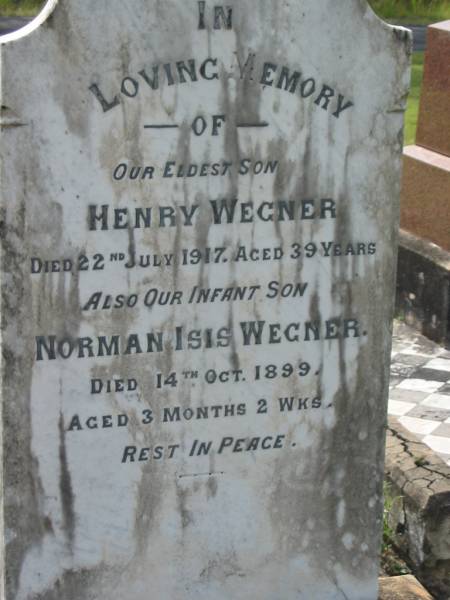 IN
LOVING MEMORY
— OF —
OUR ELDEST SON
HENRY WEGNER
DIED 22ND JULY 1917. AGED 39 YEARS
ALSO OUR INFANT SON
NORMAN ISIS WEGNER.
DIED 14TH OCT. 1899.
AGED 3 MONTHS 2 WKS.
REST IN PEACE.